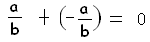 a/b + (-a/b) = 0